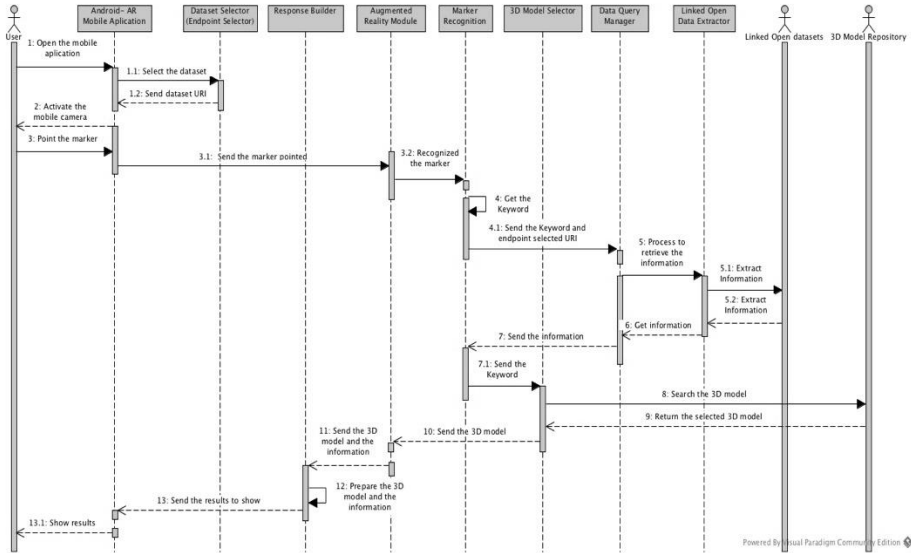 Android- AR
Mobile Aplication
Dataset Selector
(Endpoint Selector)
Response Builder
Augmented
Reality Module
Marker
Recognition
3D Model Selector
Data Query
Manager
Linked Open
Data Extractor
User
Linked Open datasets
3D Model Repository
1: Open the mobile
aplication
1.1: Select the dataset
1.2: Send dataset URI
2: Activate the
mobile camera
3: Point the marker
3.1: Send the marker pointed
3.2: Recognized
the marker
4: Get the
Keyword
4.1: Send the Keyword and
endpoint selected URI
5: Process to
retrieve the
information
5.1: Extract
Information
5.2: Extract
Information
6: Get information
7: Send the information
7.1: Send the
Keyword
8: Search the 3D model
9: Return the selected 3D model
10: Send the 3D model
11: Send the 3D
model and the
information
12: Prepare the 3D
model and the
information
13: Send the results to show
13.1: Show results
Powered By Visual Paradigm Community Edition